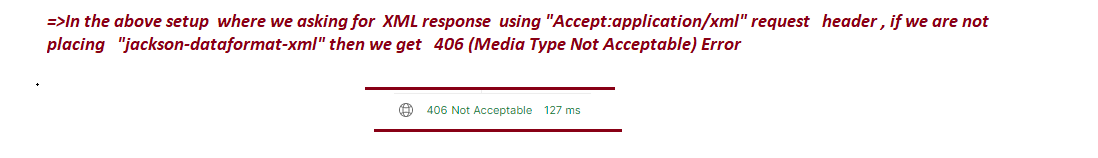 =>In the above setup where we asking for XML response using "Accept:application/xml" request header , if we are not
placing "jackson-dataformat-xml" then we get 406 (Media Type Not Acceptable) Error
406 Not Acceptable 127 ms